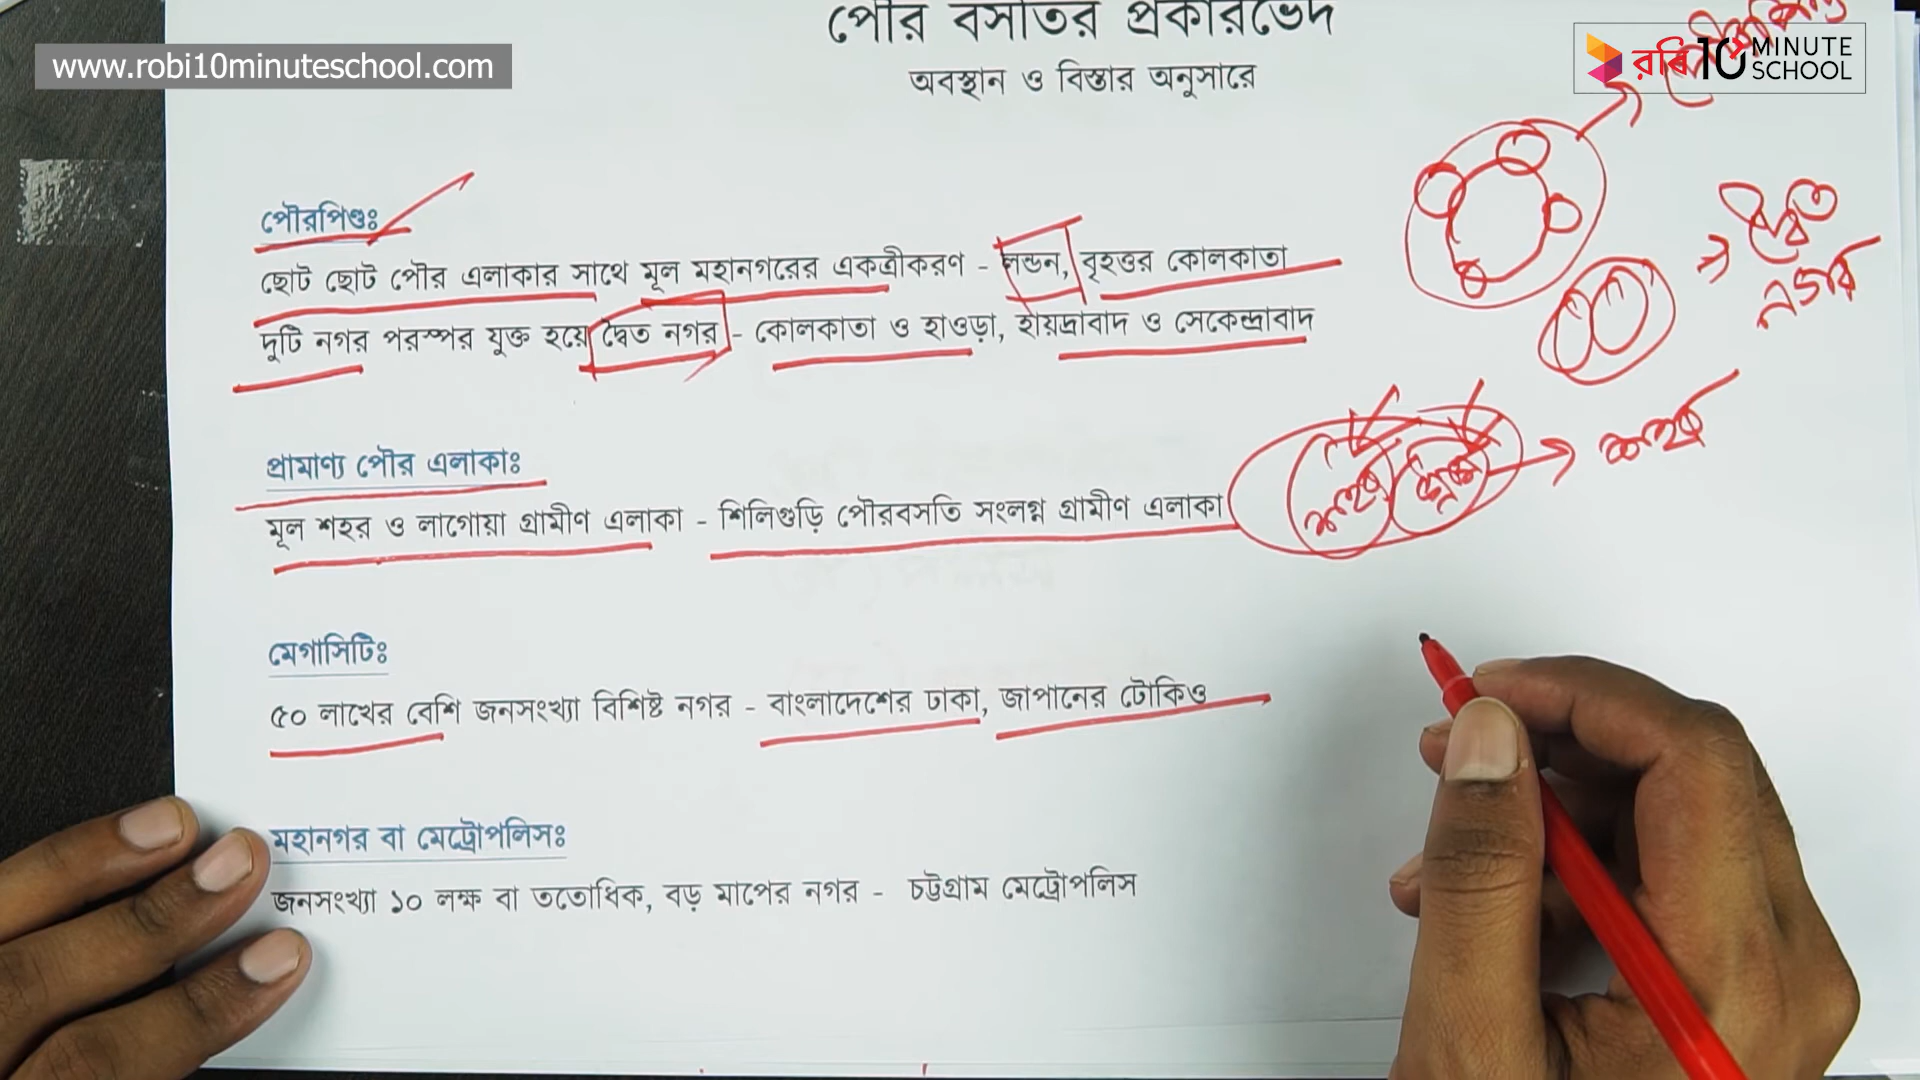 পৌর বসতির প্রকারভেদ
www.robi10minuteschool.com
রবি 10 MINUTE SCHOOL
অবস্থান ও বিস্তার অনুসারে
পৌরপিণ্ডঃ
ছোট ছোট পৌর এলাকার সাথে মূল মহানগরের একত্রীকরণ - লন্ডন, বৃহত্তর কোলকাতা
দুটি নগর পরস্পর যুক্ত হয়ে দ্বৈত নগর - কোলকাতা ও হাওড়া, হায়দ্রাবাদ ও সেকেন্দ্রাবাদ
দ্বৈত
নগর
প্রামাণ্য পৌর এলাকাঃ
মূল শহর ও লাগোয়া গ্রামীণ এলাকা - শিলিগুড়ি পৌরবসতি সংলগ্ন গ্রামীণ এলাকা
শহর গ্রাম শহর
মেগাসিটিঃ
৫০ লাখের বেশি জনসংখ্যা বিশিষ্ট নগর - বাংলাদেশের ঢাকা, জাপানের টোকিও
মহানগর বা মেট্রোপলিসঃ
জনসংখ্যা ১০ লক্ষ বা ততোধিক, বড় মাপের নগর - চট্টগ্রাম মেট্রোপলিস